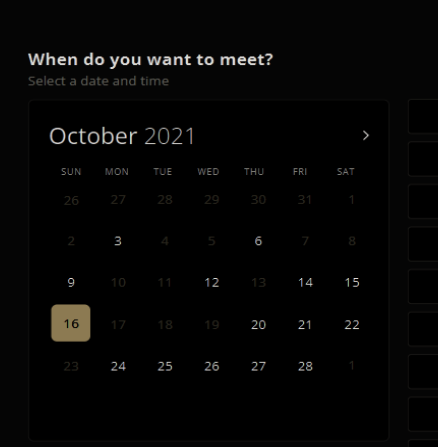 When do you want to meet?
Select a date and time
October 2021 >
SUN MON TUE WED THU FRI SAT
26 27 28 29 30 31 1
2 3 4 5 6 7 8
9 10 11 12 13 14 15
16 17 18 19 20 21 22
23 24 25 26 27 28 1